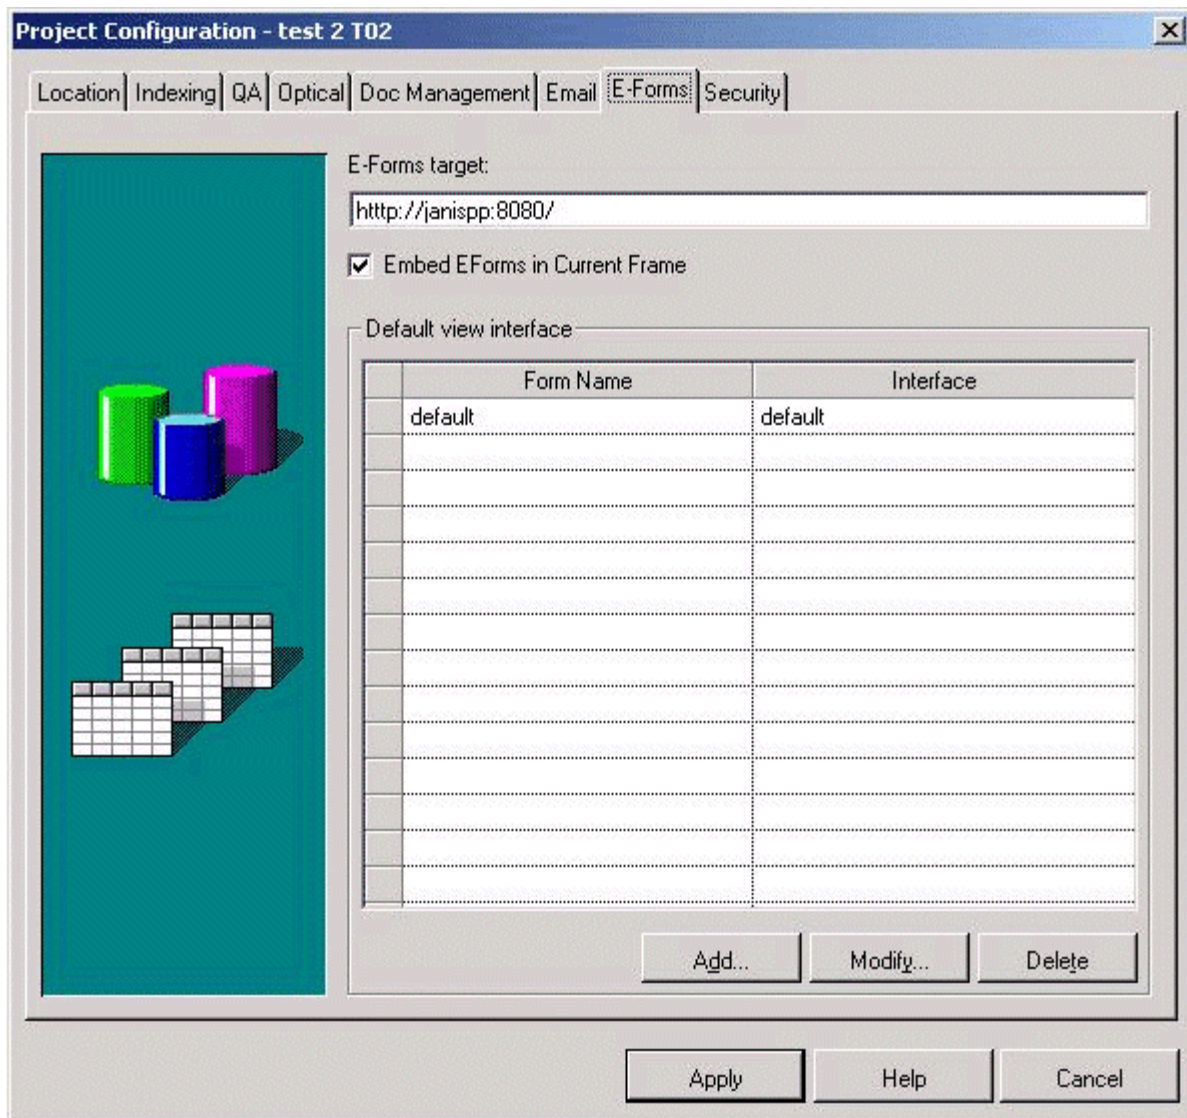 Project Configuration - test 2 T02
Location Indexing QA Optical Doc Management Email E-Forms Security
E-Forms target:
htttp://janispp:8080/
Embed EForms in Current Frame
Default view interface
Form Name Interface
default default
Add... Modify... Delete
Apply Help Cancel